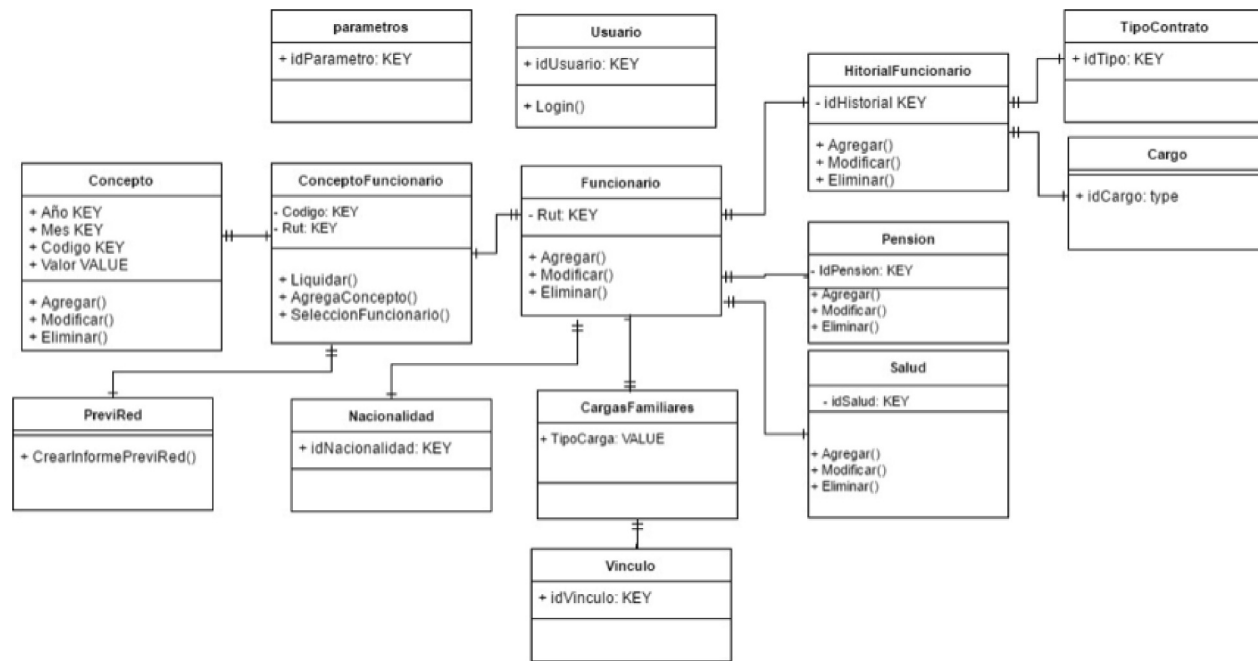 parametros
+ idParametro: KEY
Usuario
+ idUsuario: KEY
+ Login()
HitorialFuncionario
- idHistorial KEY
+ Agregar()
+ Modificar()
+ Eliminar()
TipoContrato
+ idTipo: KEY
Cargo
+ idCargo: type
Concepto
+ Año KEY
+ Mes KEY
+ Codigo KEY
+ Valor VALUE
+ Agregar()
+ Modificar()
+ Eliminar()
ConceptoFuncionario
- Codigo: KEY
- Rut: KEY
+ Liquidar()
+ AgregaConcepto()
+ SeleccionFuncionario()
Funcionario
- Rut: KEY
+ Agregar()
+ Modificar()
+ Eliminar()
Pension
- IdPension: KEY
+ Agregar()
+ Modificar()
+ Eliminar()
Salud
- idSalud: KEY
+ Agregar()
+ Modificar()
+ Eliminar()
PreviRed
+ CrearInformePreviRed()
Nacionalidad
+ idNacionalidad: KEY
CargasFamiliares
+ TipoCarga: VALUE
Vinculo
+ idVinculo: KEY